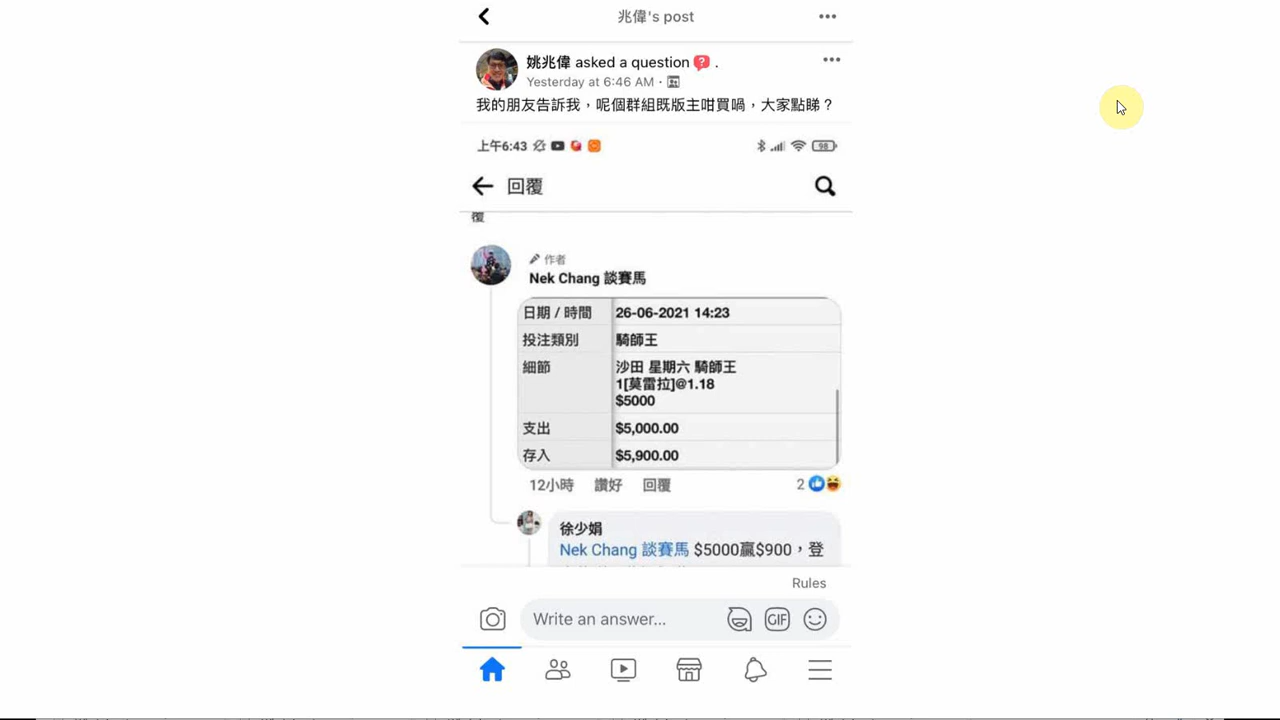 兆偉's post
姚兆偉 asked a question .
Yesterday at 6:46 AM ·
我的朋友告訴我，呢個群組既版主咁買喎，大家點睇？
上午6:43
98
回覆
覆
作者
Nek Chang 談賽馬
日期 / 時間 26-06-2021 14:23
投注類別 騎師王
細節 沙田 星期六 騎師王
1[莫雷拉]@1.18
$5000
支出 $5,000.00
存入 $5,900.00
12小時 讚好 回覆 2
徐少娟
Nek Chang 談賽馬 $5000贏$900，登
Rules
Write an answer...
GIF